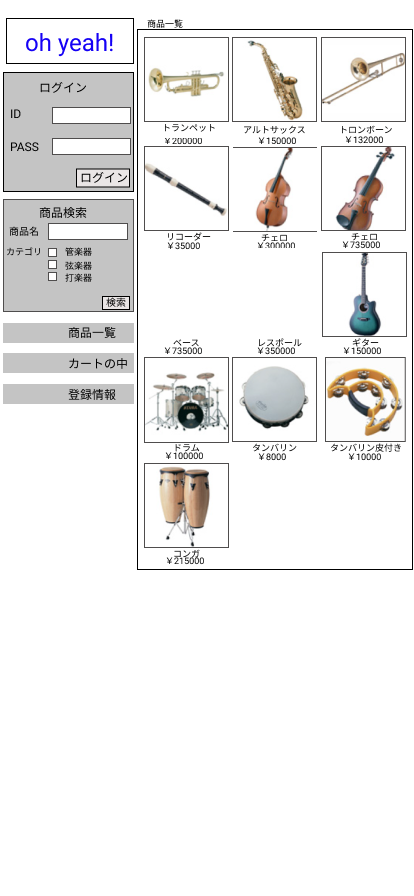 oh yeah!
ログイン
ID
PASS
ログイン
商品検索
商品名
カテゴリ
管楽器
弦楽器
打楽器
検索
商品一覧
カートの中
登録情報
商品一覧
トランペット アルトサックス トロンボーン
￥200000 ￥150000 ￥132000
リコーダー チェロ チェロ
￥35000 ￥300000 ￥735000
ベース レスポール ギター
￥735000 ￥350000 ￥150000
ドラム タンバリン タンバリン皮付き
￥100000 ￥8000 ￥10000
コンガ
￥215000